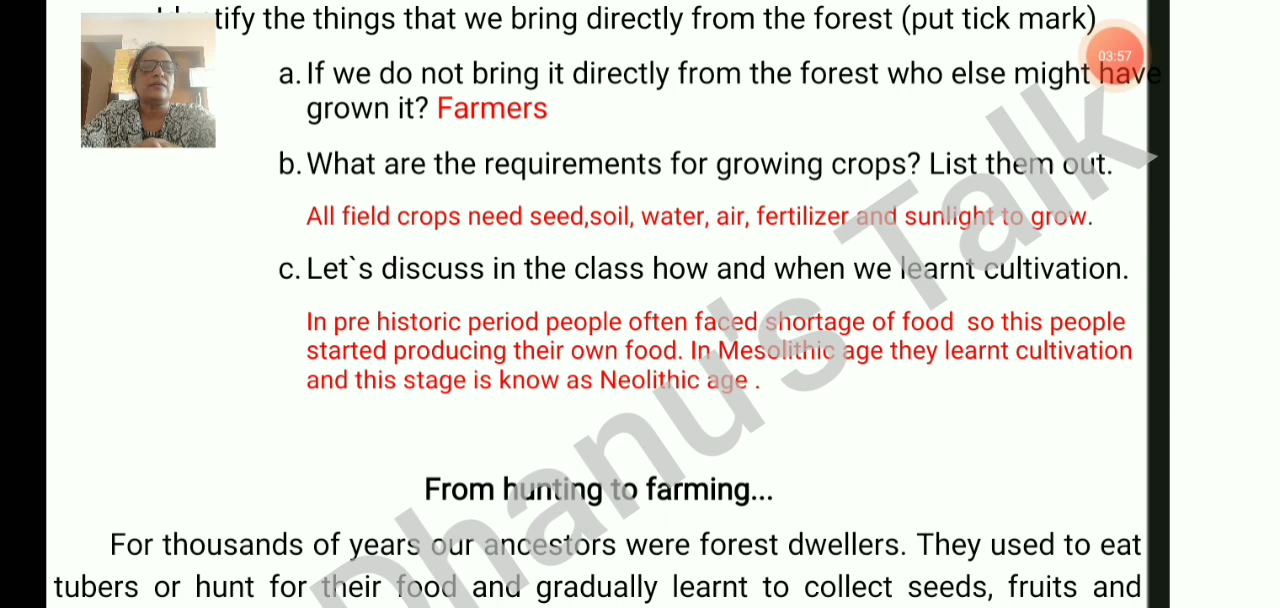 tify the things that we bring directly from the forest (put tick mark)
03:57
a. If we do not bring it directly from the forest who else might have
grown it? Farmers
b. What are the requirements for growing crops? List them out.
All field crops need seed,soil, water, air, fertilizer and sunlight to grow.
c. Let`s discuss in the class how and when we learnt cultivation.
In pre historic period people often faced shortage of food so this people
started producing their own food. In Mesolithic age they learnt cultivation
and this stage is know as Neolithic age .
Dhanu's Talk
From hunting to farming...
For thousands of years our ancestors were forest dwellers. They used to eat
tubers or hunt for their food and gradually learnt to collect seeds, fruits and